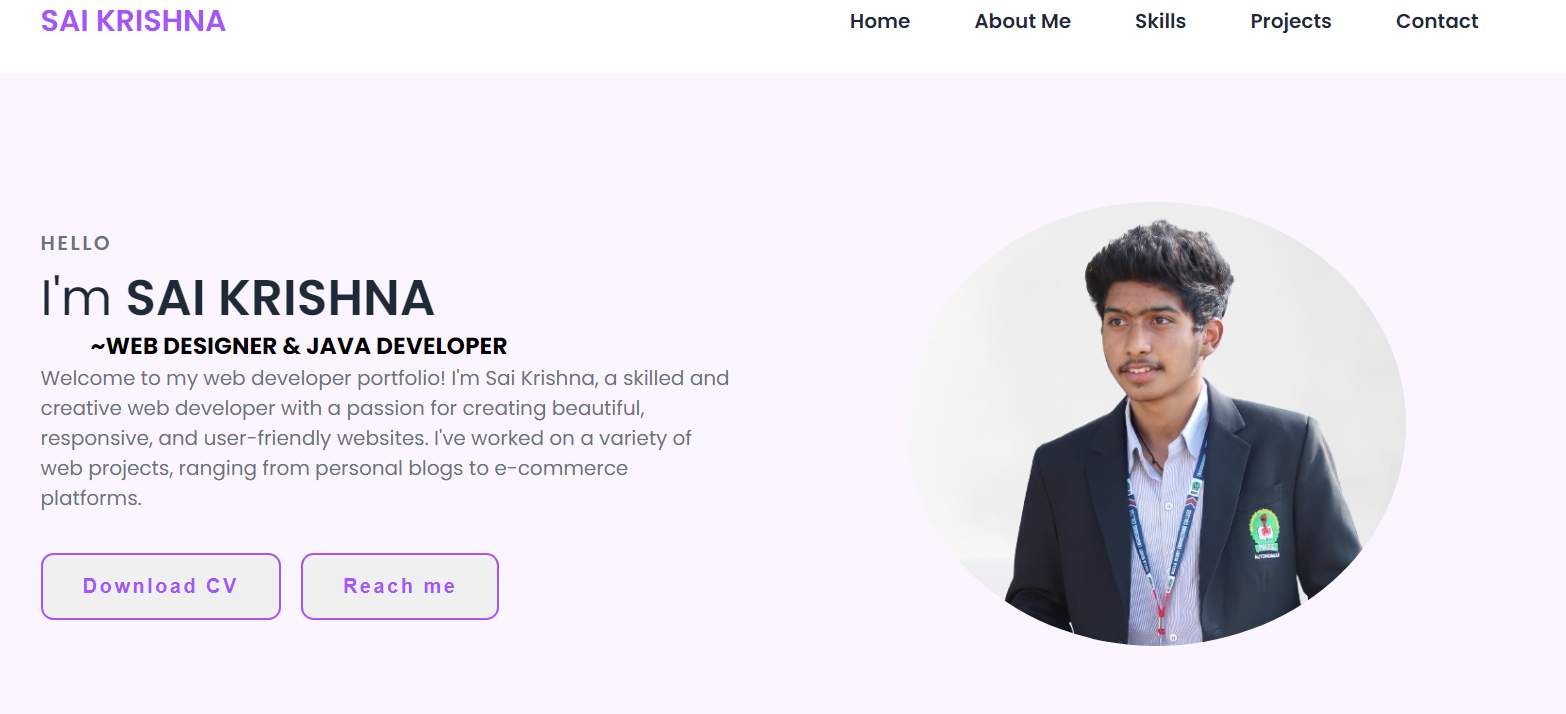 SAI KRISHNA
Home
About Me
Skills
Projects
Contact
HELLO
I'm SAI KRISHNA
~WEB DESIGNER & JAVA DEVELOPER
Welcome to my web developer portfolio! I'm Sai Krishna, a skilled and
creative web developer with a passion for creating beautiful,
responsive, and user-friendly websites. I've worked on a variety of
web projects, ranging from personal blogs to e-commerce
platforms.
Download CV
Reach me